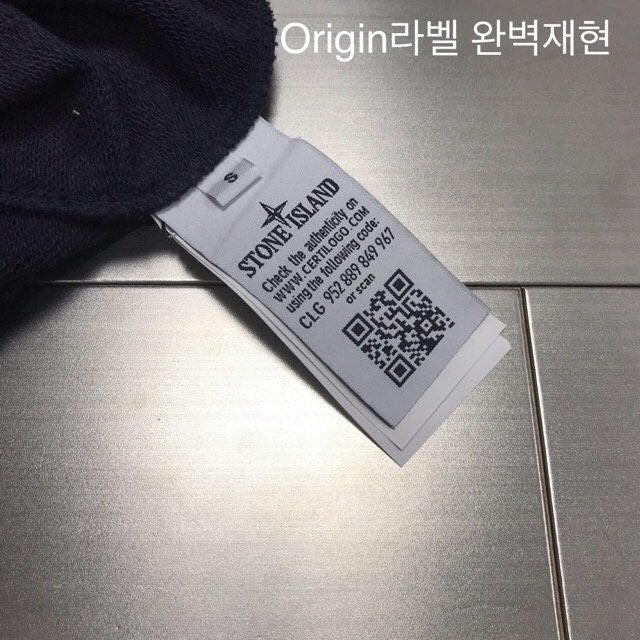 Origin라벨 완벽재현
S
STONE ISLAND
Check the authenticity on
WWW.CERTILOGO.COM
using the following code:
CLG 952 889 849 967
or scan